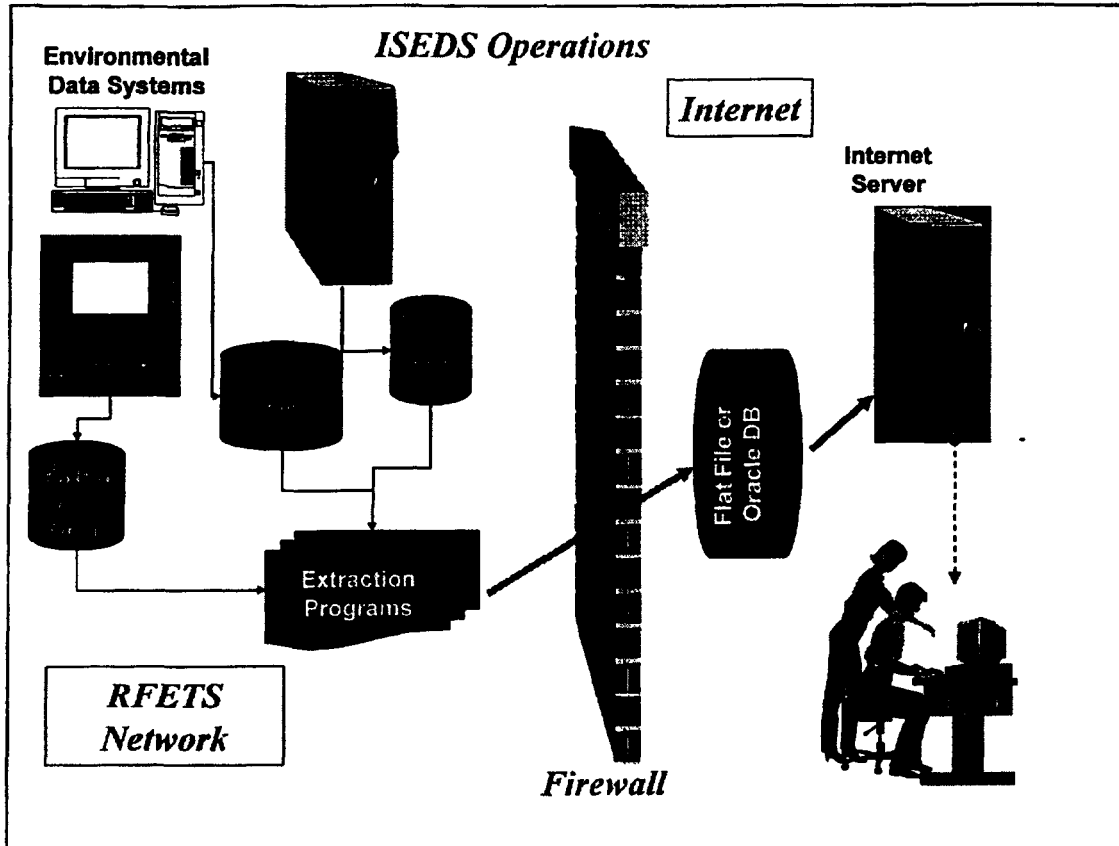 ISEDS Operations
Environmental
Data Systems
Internet
Internet
Server
Flat File or
Oracle DB
Extraction
Programs
RFETS
Network
Firewall